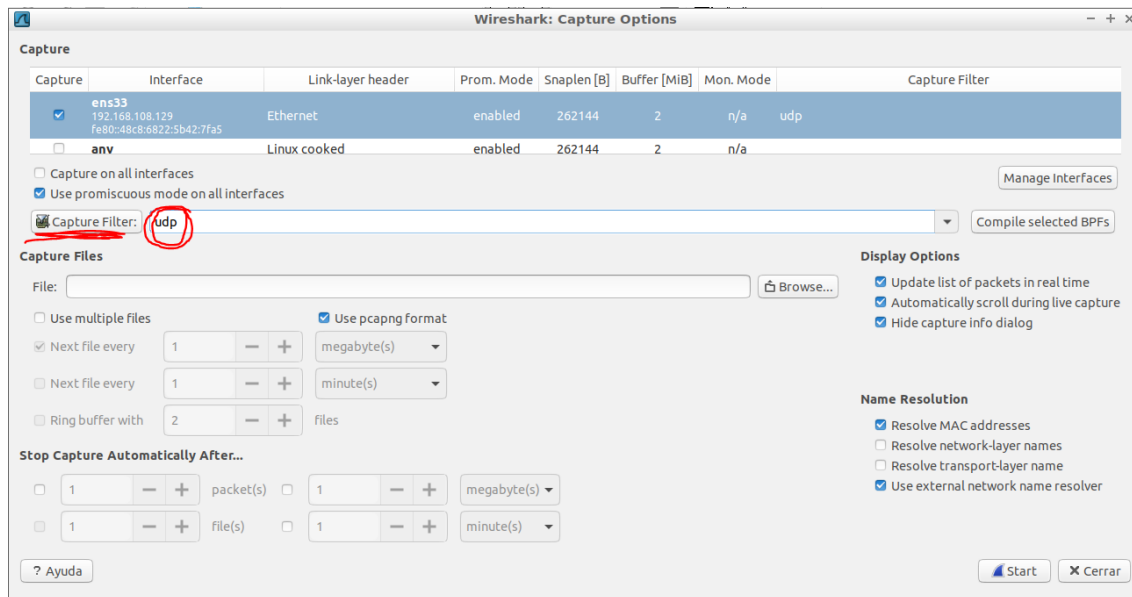 Wireshark: Capture Options
Capture
Capture Interface Link-layer header Prom. Mode Snaplen [B] Buffer [MiB] Mon. Mode Capture Filter
ens33
192.168.108.129
fe80::48c8:6822:5b42:7fa5
Ethernet enabled 262144 2 n/a udp
any Linux cooked enabled 262144 2 n/a
Capture on all interfaces
Manage Interfaces
Use promiscuous mode on all interfaces
Capture Filter: udp Compile selected BPFs
Capture Files
File: Browse...
Use multiple files Use pcapng format
Next file every 1 megabyte(s)
Next file every 1 minute(s)
Ring buffer with 2 files
Stop Capture Automatically After...
1 packet(s) 1 megabyte(s)
1 file(s) 1 minute(s)
Display Options
Update list of packets in real time
Automatically scroll during live capture
Hide capture info dialog
Name Resolution
Resolve MAC addresses
Resolve network-layer names
Resolve transport-layer name
Use external network name resolver
? Ayuda Start Cerrar